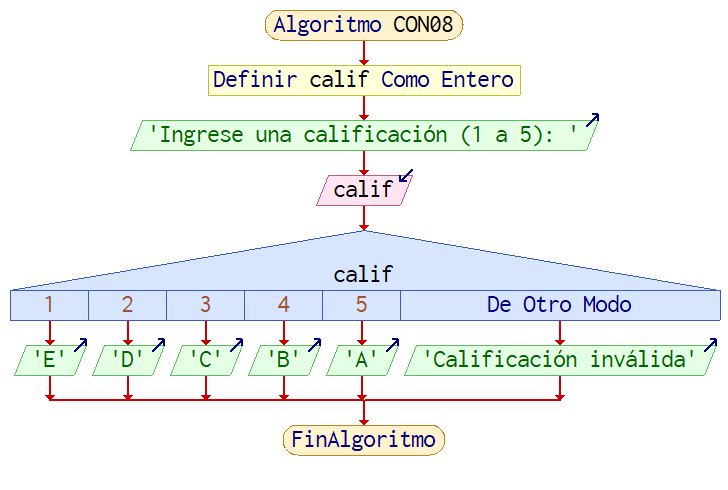 Algoritmo CON08
Definir calif Como Entero
'Ingrese una calificación (1 a 5): '
calif
calif
1 2 3 4 5 De Otro Modo
'E' 'D' 'C' 'B' 'A' 'Calificación inválida'
FinAlgoritmo